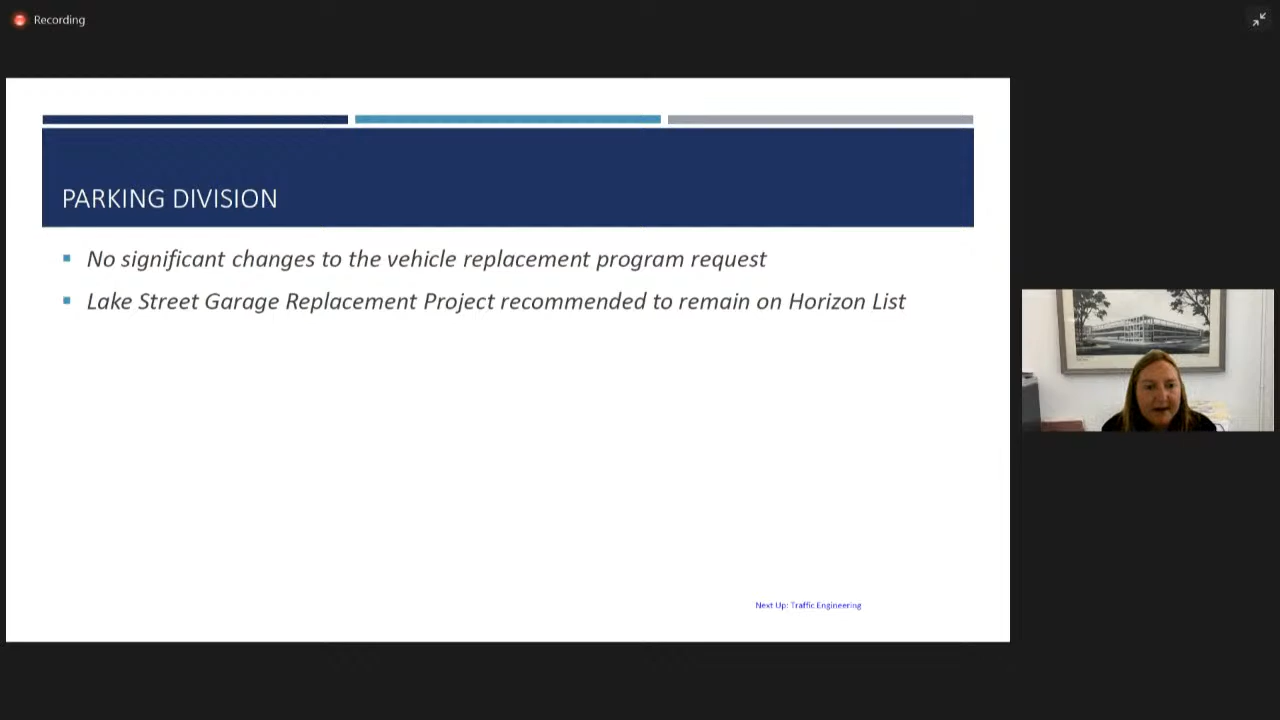 Recording
PARKING DIVISION
No significant changes to the vehicle replacement program request
Lake Street Garage Replacement Project recommended to remain on Horizon List
Next Up: Traffic Engineering